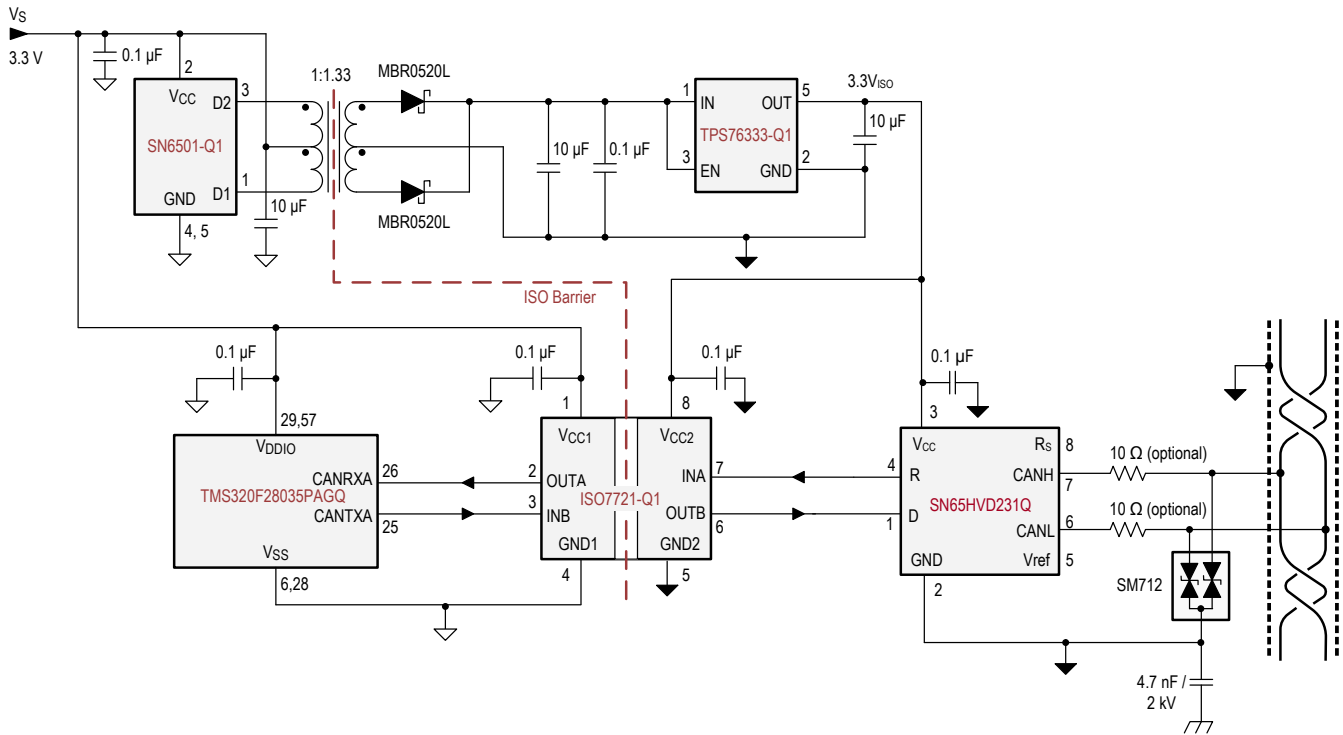 VS
3.3 V
0.1 µF
2
VCC
D2
3
SN6501-Q1
D1
1
GND
4, 5
10 µF
1:1.33
MBR0520L
MBR0520L
10 µF
0.1 µF
1
IN
OUT
5
TPS76333-Q1
3
EN
GND
2
3.3VISO
10 µF
ISO Barrier
0.1 µF
29,57
VDDIO
CANRXA
26
TMS320F28035PAGQ
CANTXA
25
VSS
6,28
0.1 µF
1
VCC1
2
OUTA
3
INB
GND1
4
ISO7721-Q1
0.1 µF
8
VCC2
INA
7
OUTB
6
GND2
5
0.1 µF
3
VCC
RS
8
4
R
CANH
7
SN65HVD231Q
1
D
CANL
6
GND
Vref
5
2
10 Ω (optional)
10 Ω (optional)
SM712
4.7 nF /
2 kV